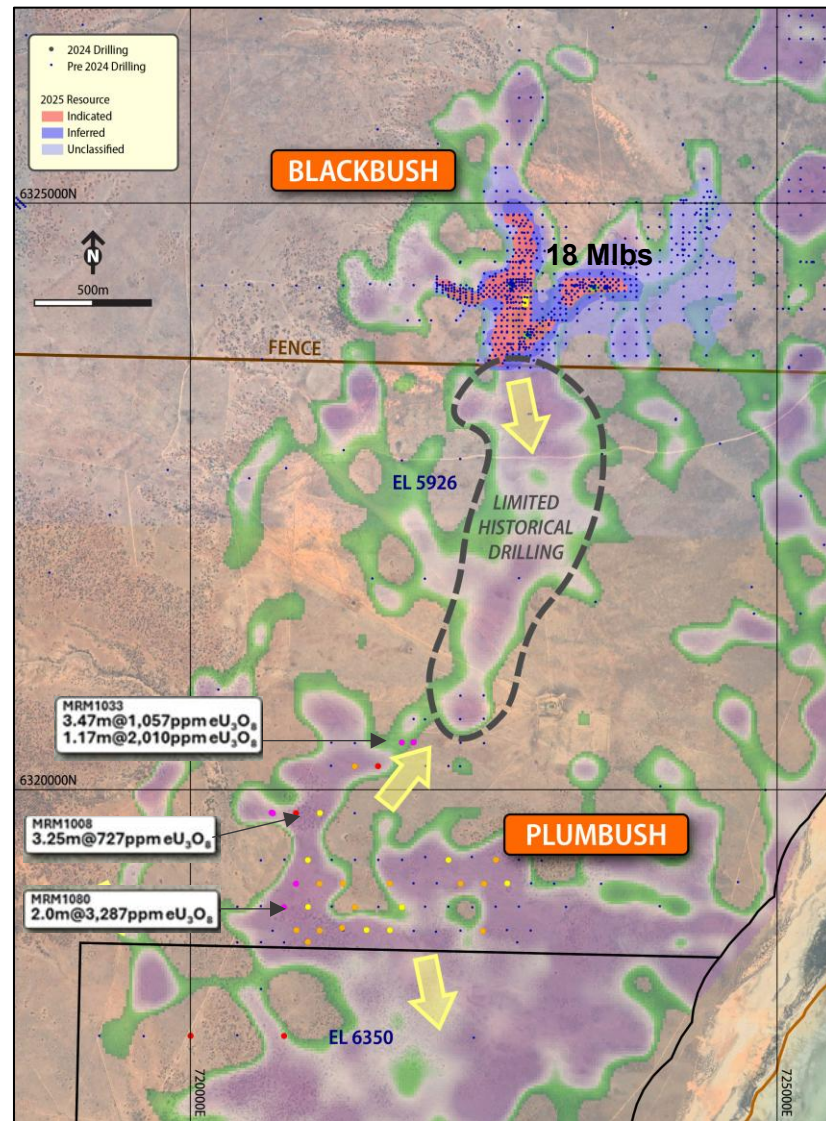 2024 Drilling
Pre 2024 Drilling
2025 Resource
Indicated
Inferred
Unclassified
BLACKBUSH
6325000N
N
500m
18 Mlbs
FENCE
EL 5926
LIMITED
HISTORICAL
DRILLING
MRM1033
3.47m@1,057ppm eU₃O₈
1.17m@2,010ppm eU₃O₈
6320000N
MRM1008
3.25m@727ppm eU₃O₈
PLUMBUSH
MRM1080
2.0m@3,287ppm eU₃O₈
EL 6350
720000E
725000E